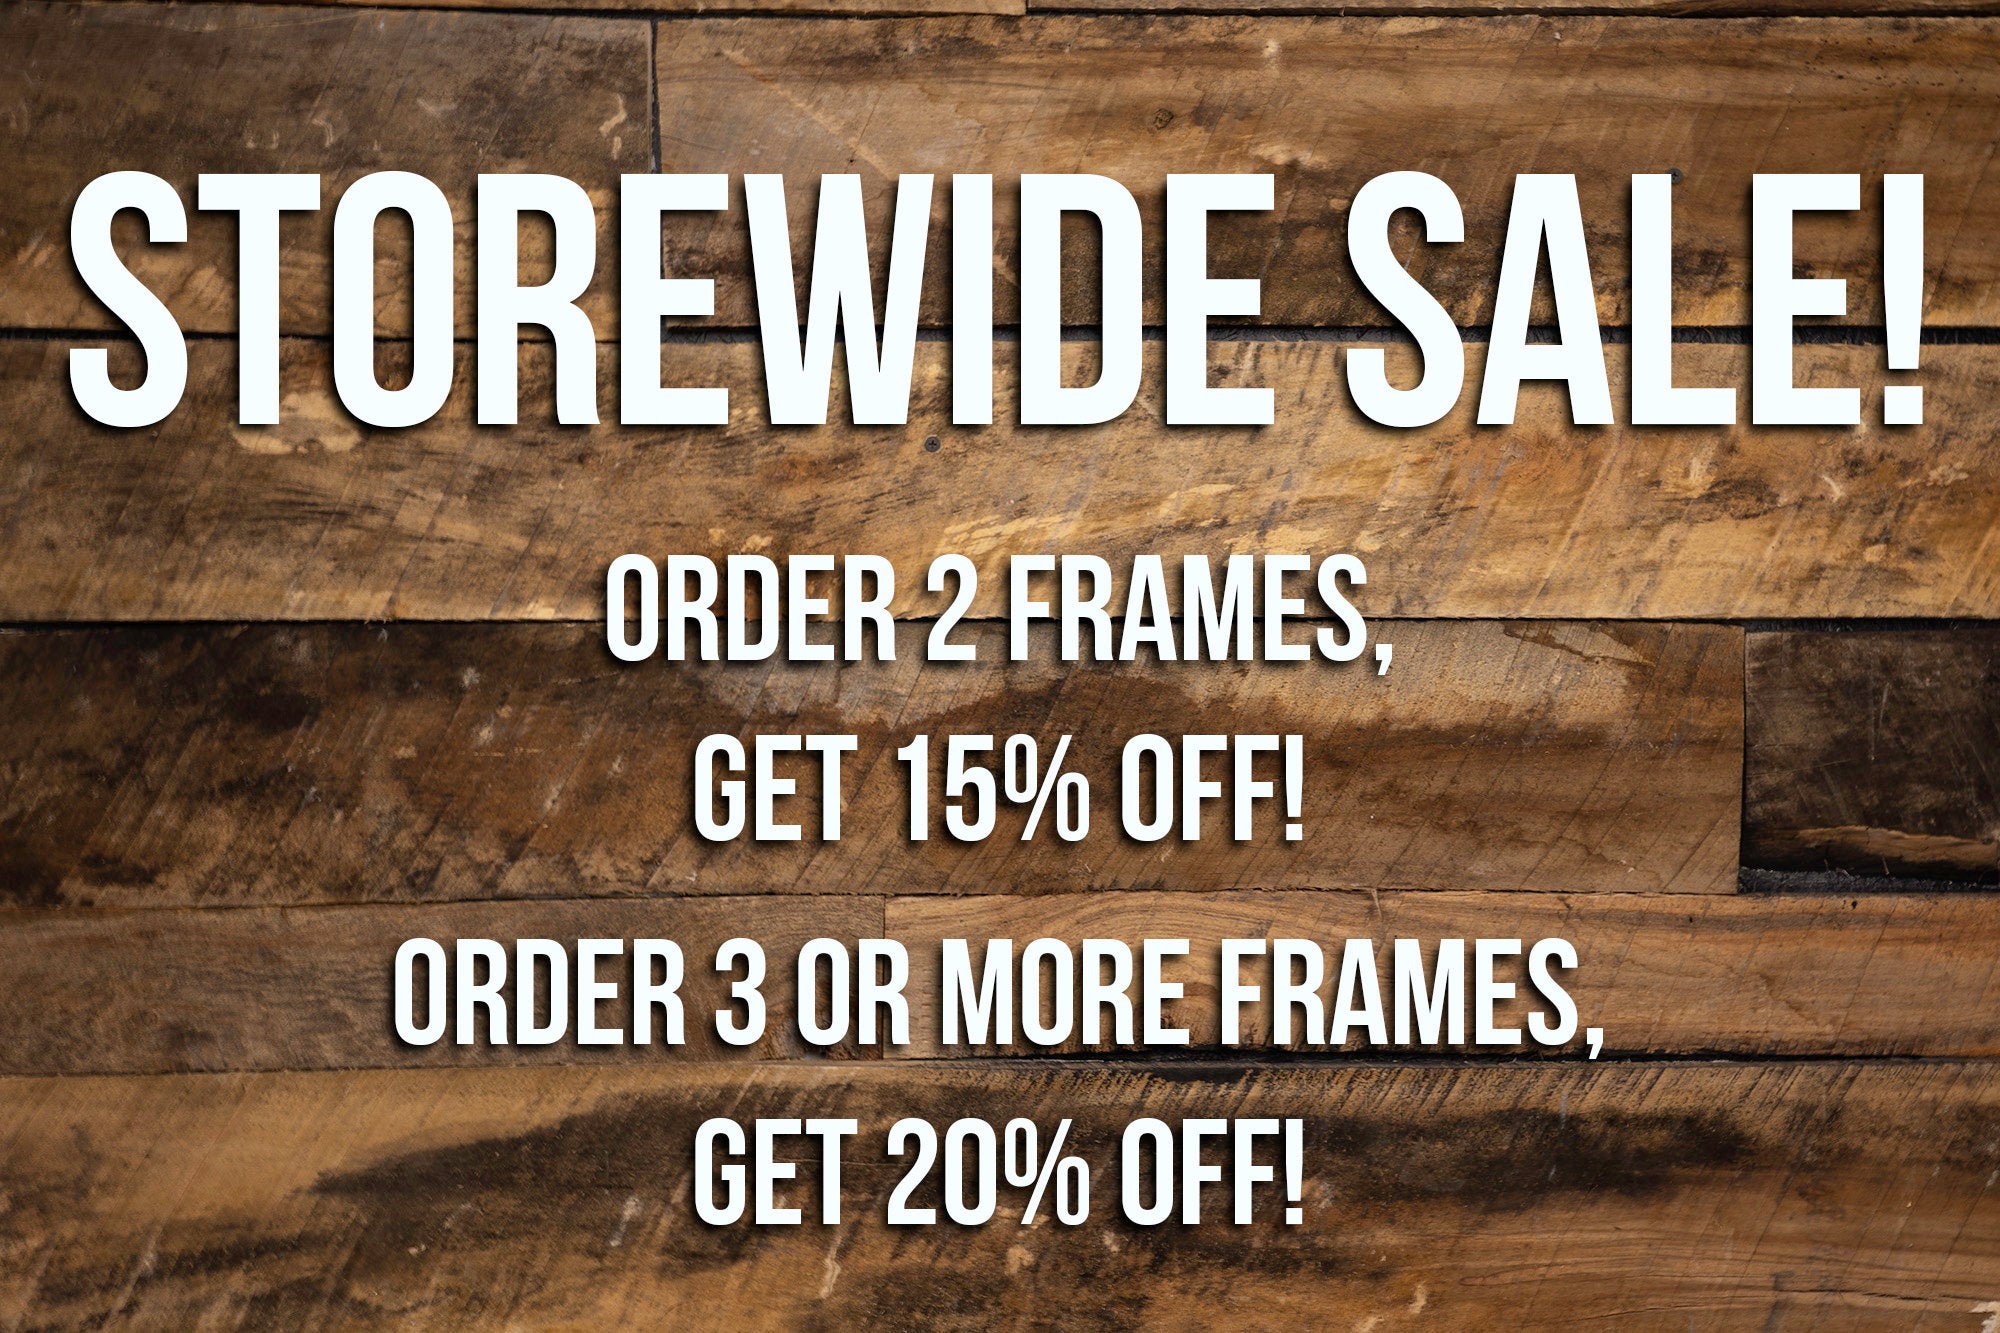 STOREWIDE SALE!
ORDER 2 FRAMES,
GET 15% OFF!
ORDER 3 OR MORE FRAMES,
GET 20% OFF!